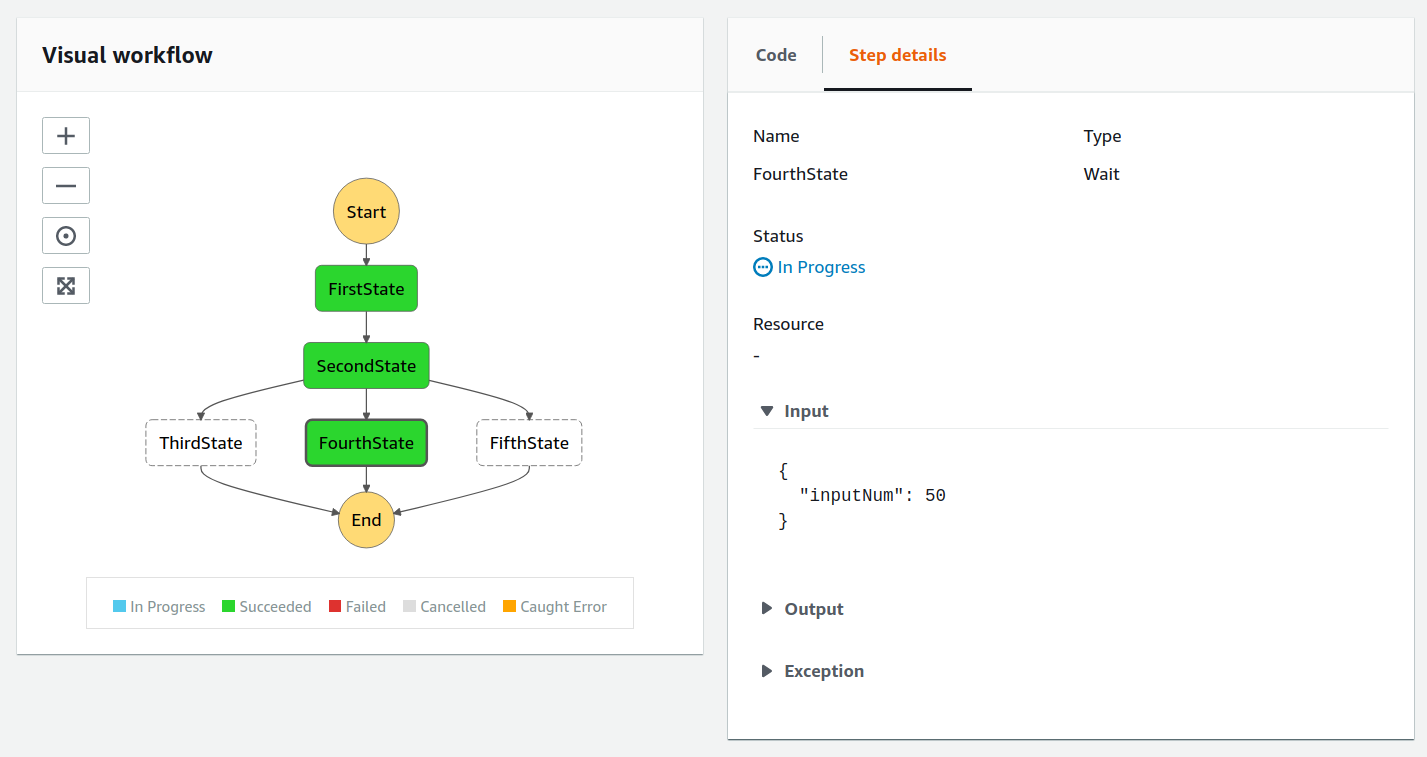 Visual workflow
Start
FirstState
SecondState
ThirdState FourthState FifthState
End
In Progress Succeeded Failed Cancelled Caught Error
Code Step details
Name Type
FourthState Wait
Status
In Progress
Resource
-
Input
{
"inputNum": 50
}
Output
Exception